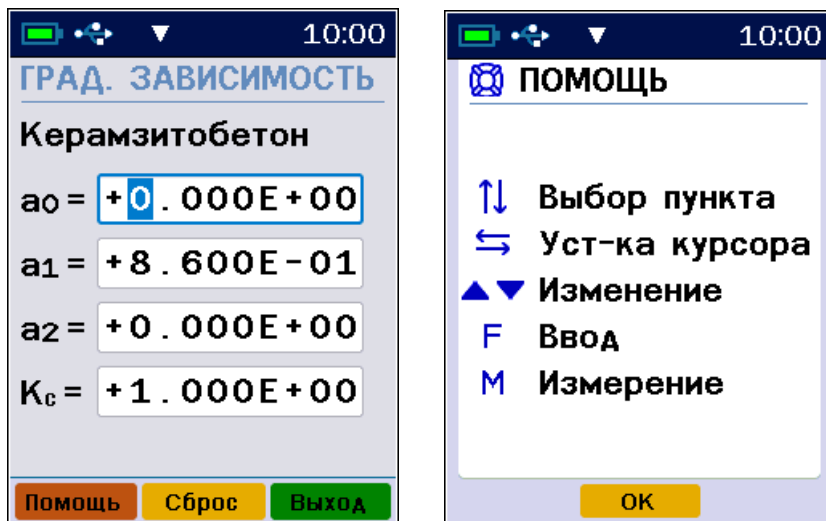 10:00
ГРАД. ЗАВИСИМОСТЬ
Керамзитобетон
a0 = +0.000E+00
a1 = +8.600E-01
a2 = +0.000E+00
Kc = +1.000E+00
Помощь Сброс Выход
10:00
ПОМОЩЬ
↑↓ Выбор пункта
⇆ Уст-ка курсора
▲▼ Изменение
F Ввод
M Измерение
ОК